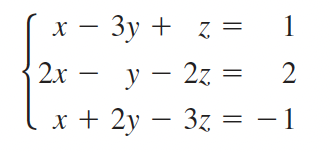 x − 3y + z = 1
2x − y − 2z = 2
x + 2y − 3z = −1